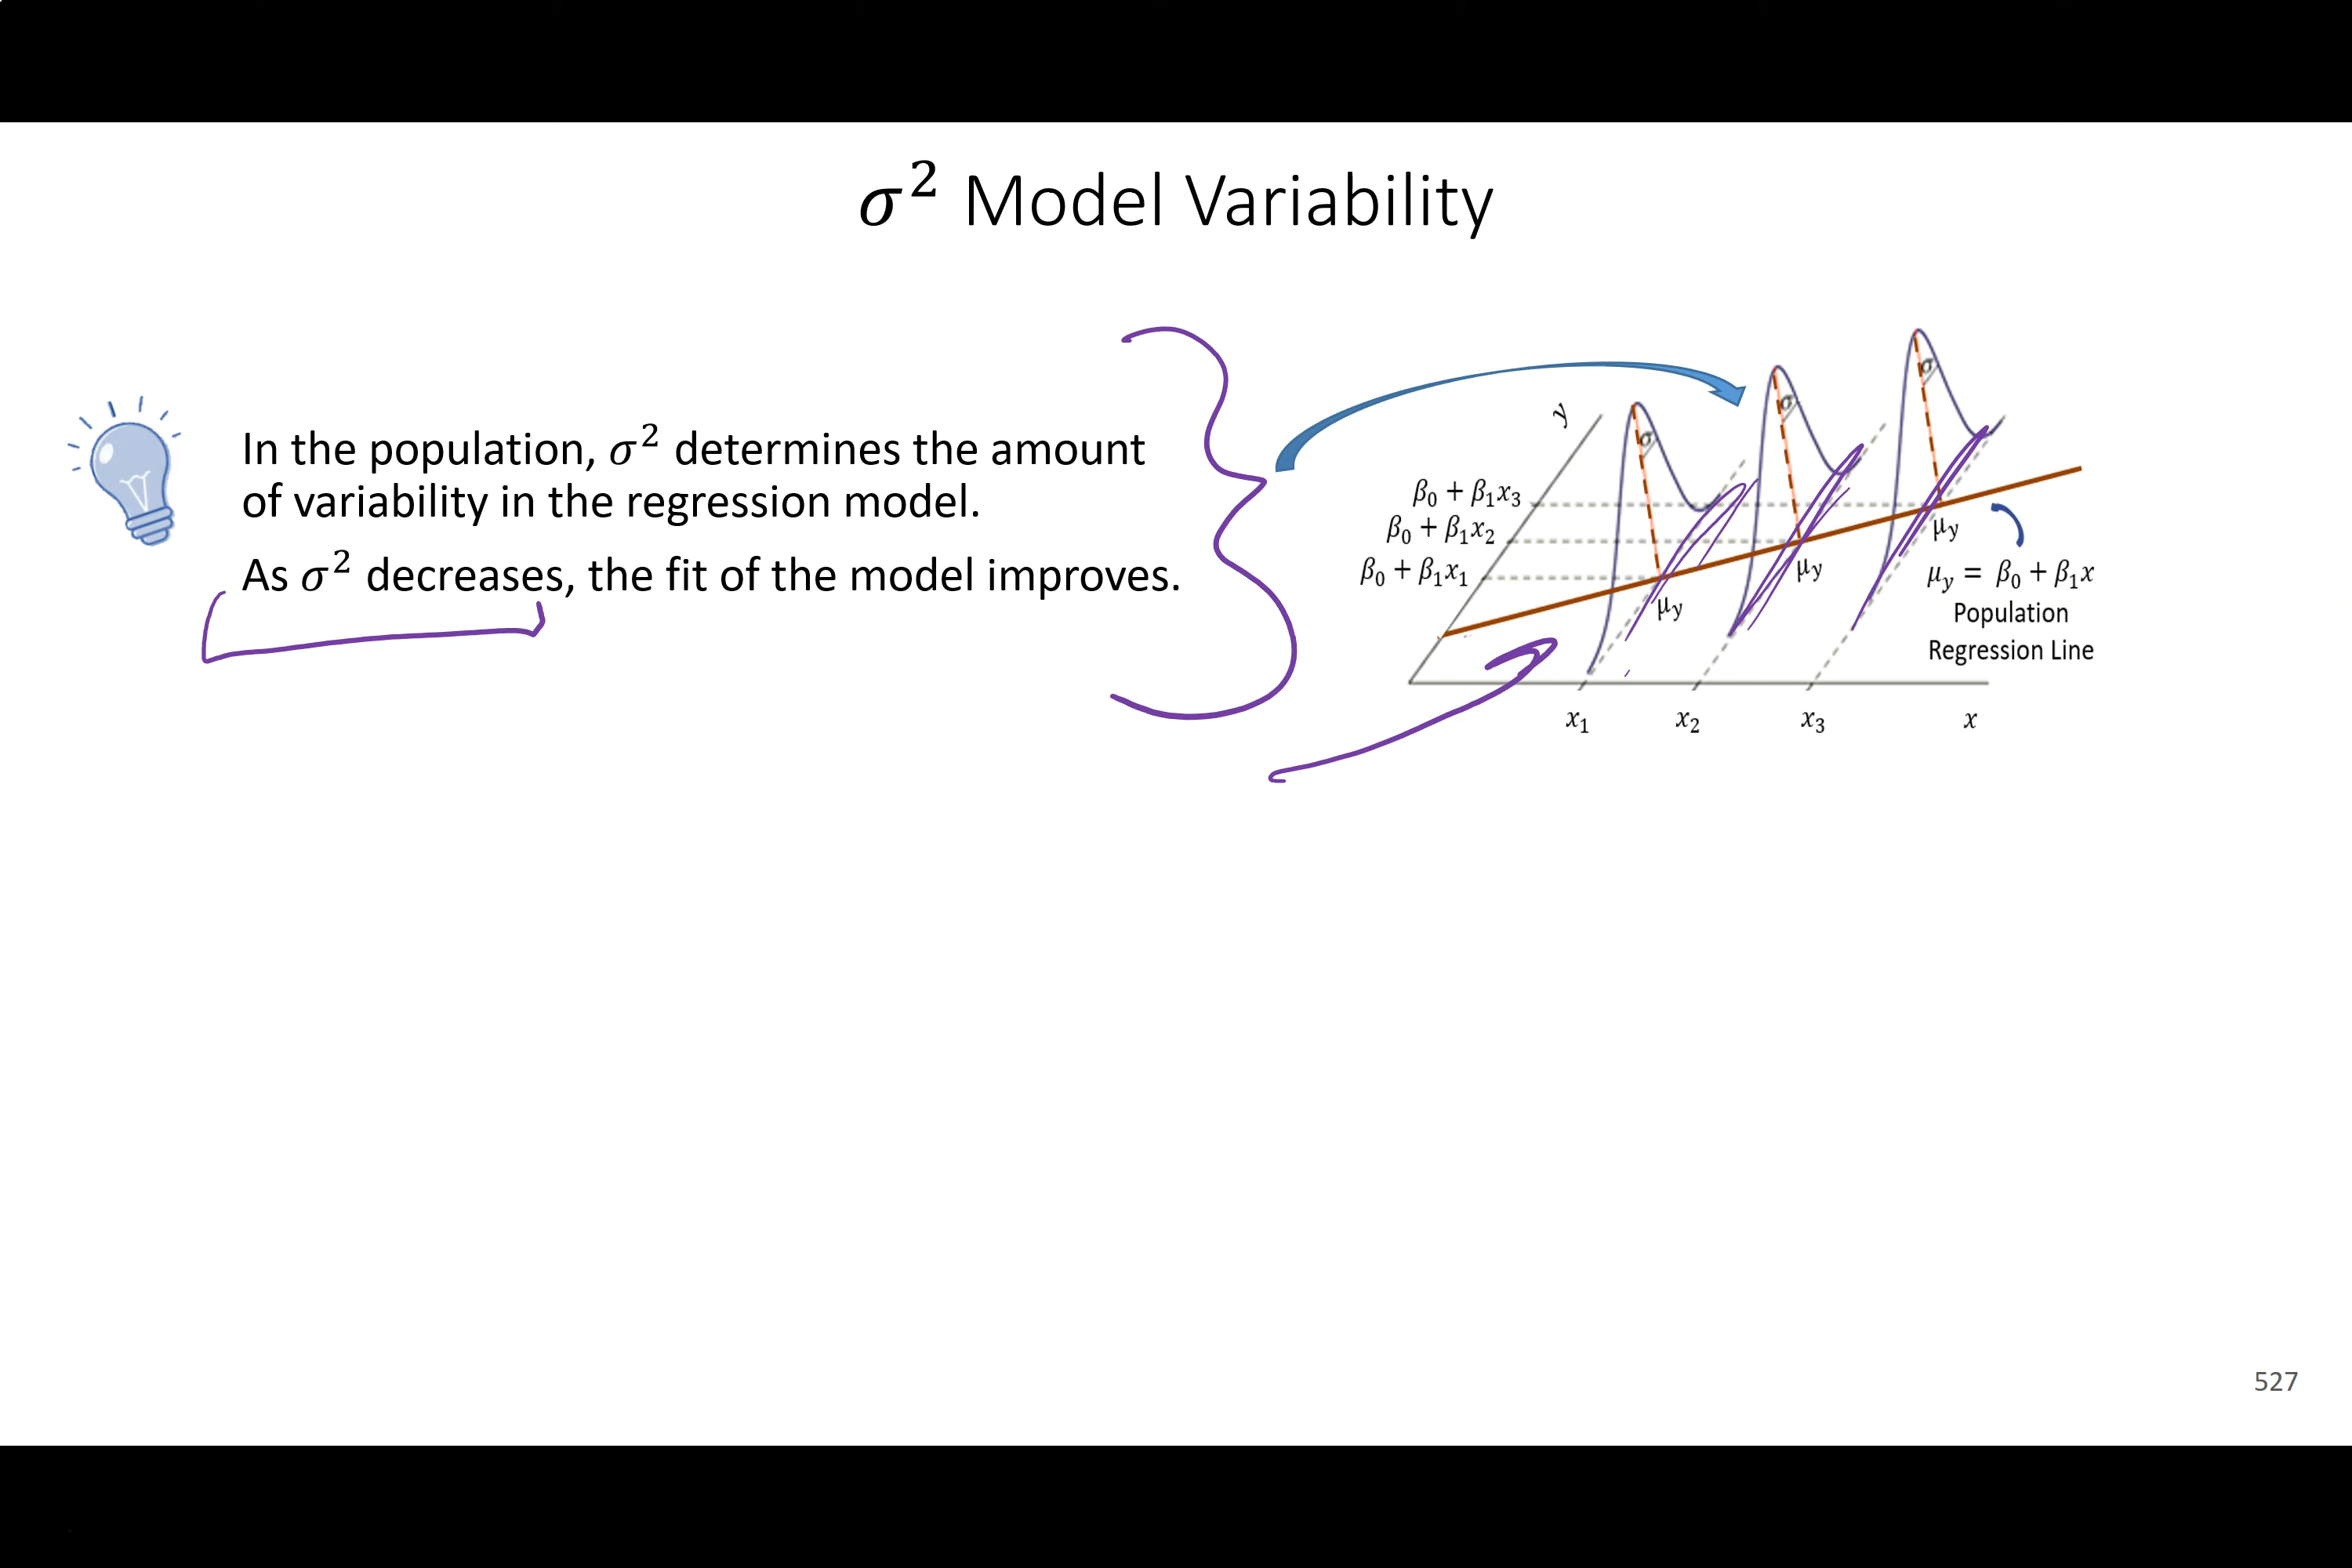 σ² Model Variability
In the population, σ² determines the amount
of variability in the regression model.
As σ² decreases, the fit of the model improves.
y
σ
σ
σ
β₀ + β₁x₃
β₀ + β₁x₂
β₀ + β₁x₁
μy
μy
μy
μy = β₀ + β₁x
Population
Regression Line
x₁ x₂ x₃ x
527